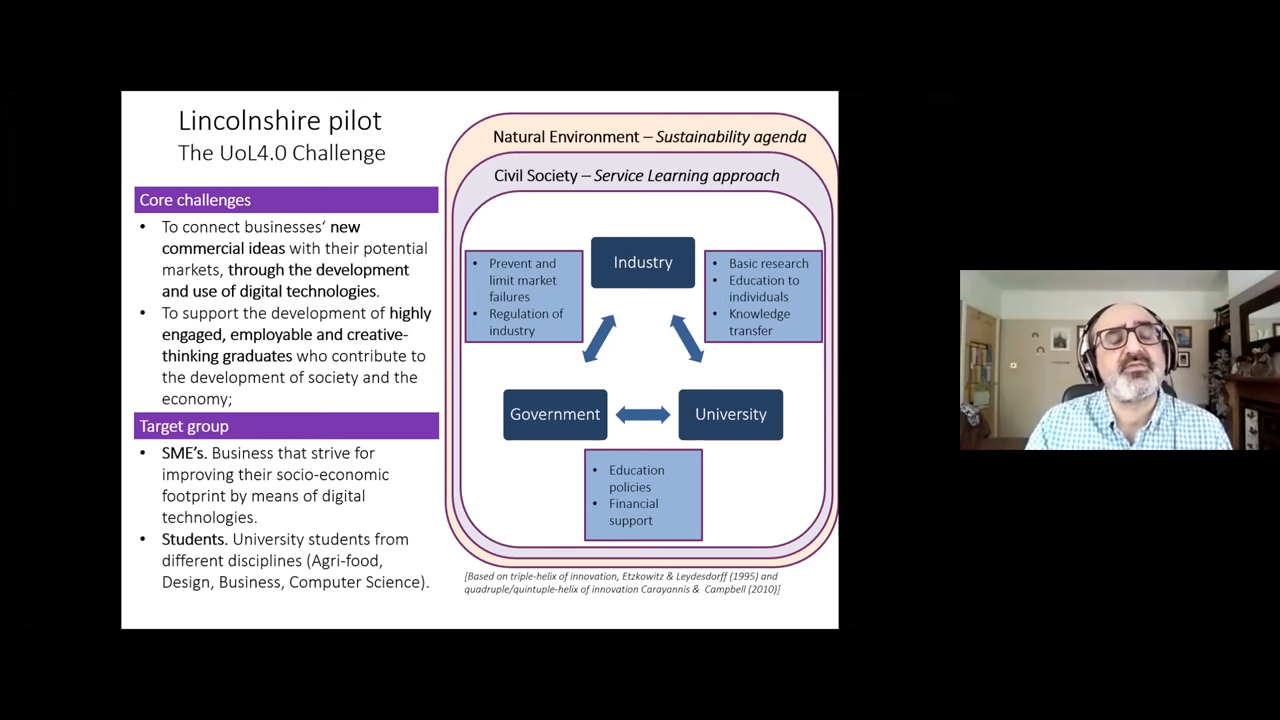 Lincolnshire pilot
The UoL4.0 Challenge
Core challenges
• To connect businesses‘ new
commercial ideas with their potential
markets, through the development
and use of digital technologies.
• To support the development of highly
engaged, employable and creative-
thinking graduates who contribute to
the development of society and the
economy;
Target group
• SME’s. Business that strive for
improving their socio-economic
footprint by means of digital
technologies.
• Students. University students from
different disciplines (Agri-food,
Design, Business, Computer Science).
Natural Environment – Sustainability agenda
Civil Society – Service Learning approach
Industry
• Prevent and
limit market
failures
• Regulation of
industry
• Basic research
• Education to
individuals
• Knowledge
transfer
Government
University
• Education
policies
• Financial
support
[Based on triple-helix of innovation, Etzkowitz & Leydesdorff (1995) and
quadruple/quintuple-helix of innovation Carayannis & Campbell (2010)]